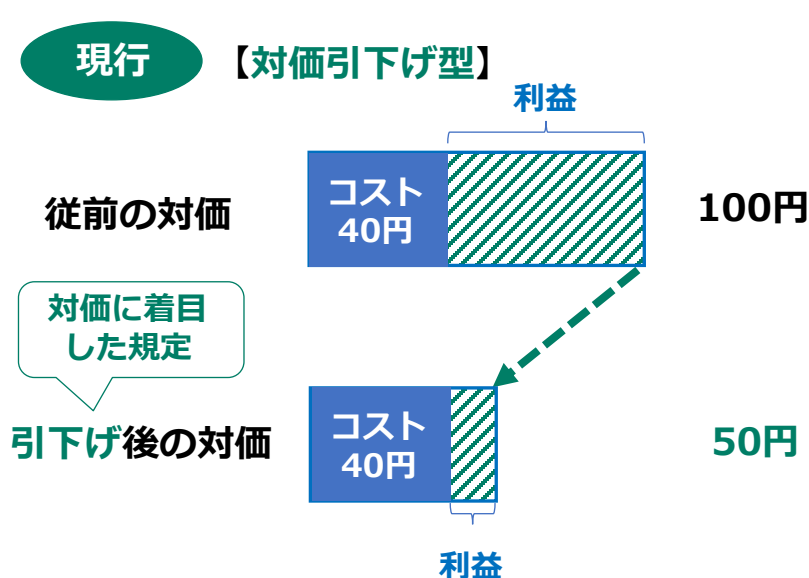 現行
【対価引下げ型】
利益
従前の対価
コスト
40円
100円
対価に着目
した規定
引下げ後の対価
コスト
40円
50円
利益